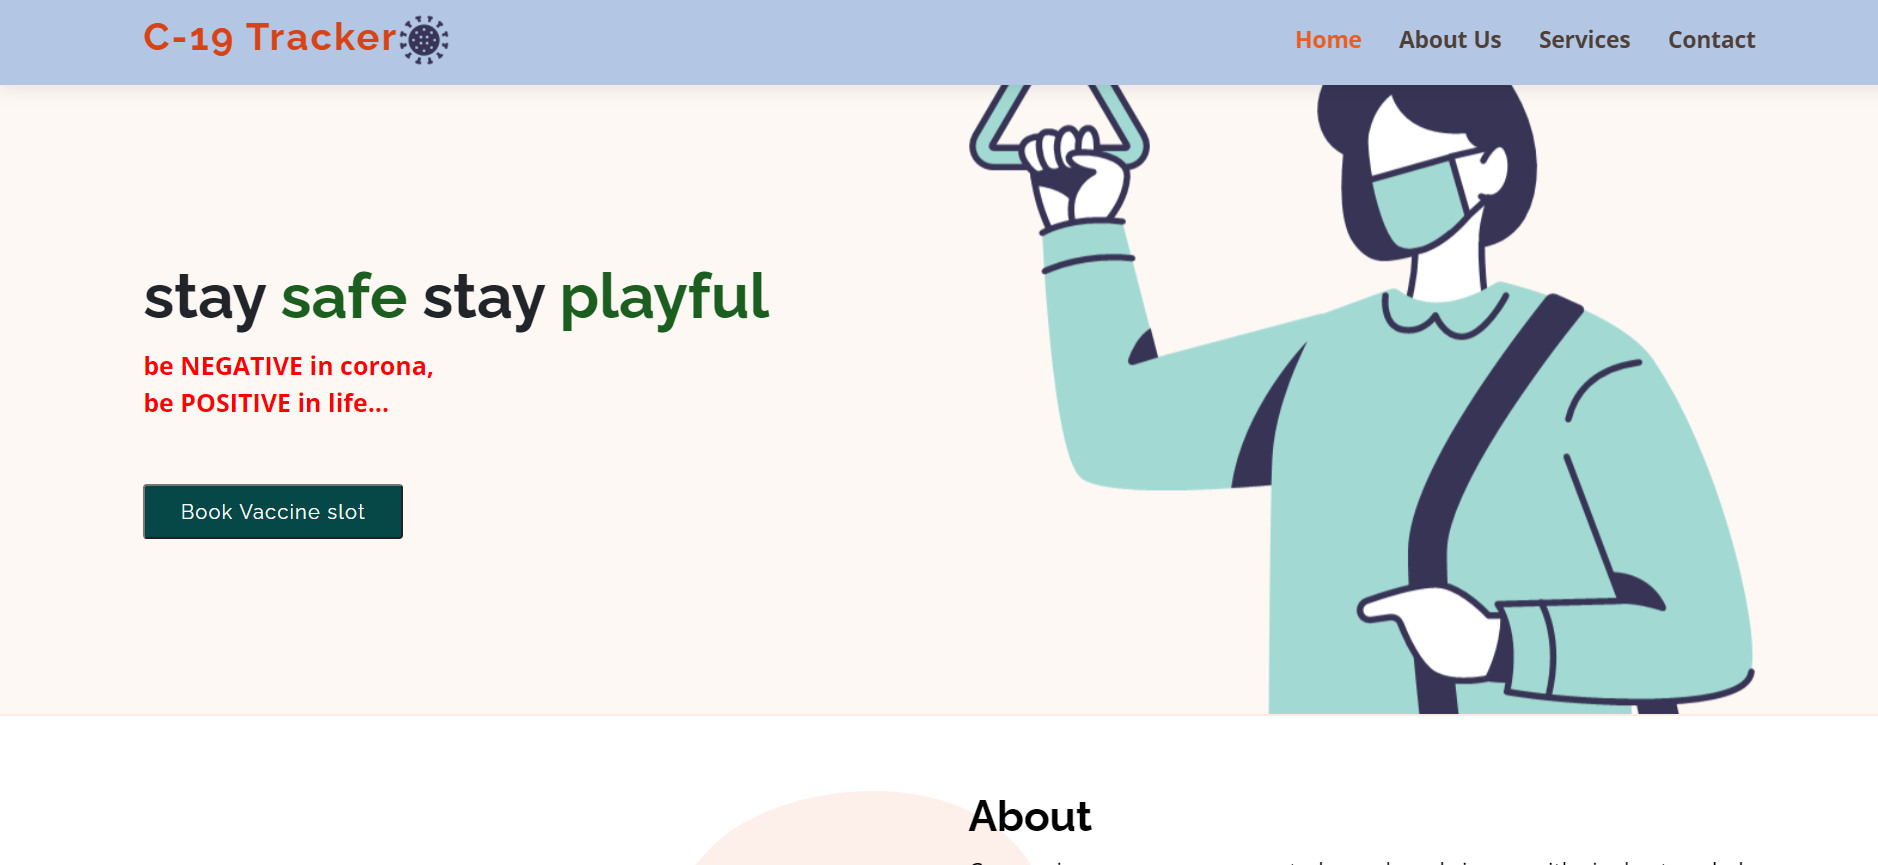 C-19 Tracker
Home About Us Services Contact
stay safe stay playful
be NEGATIVE in corona,
be POSITIVE in life...
Book Vaccine slot
About